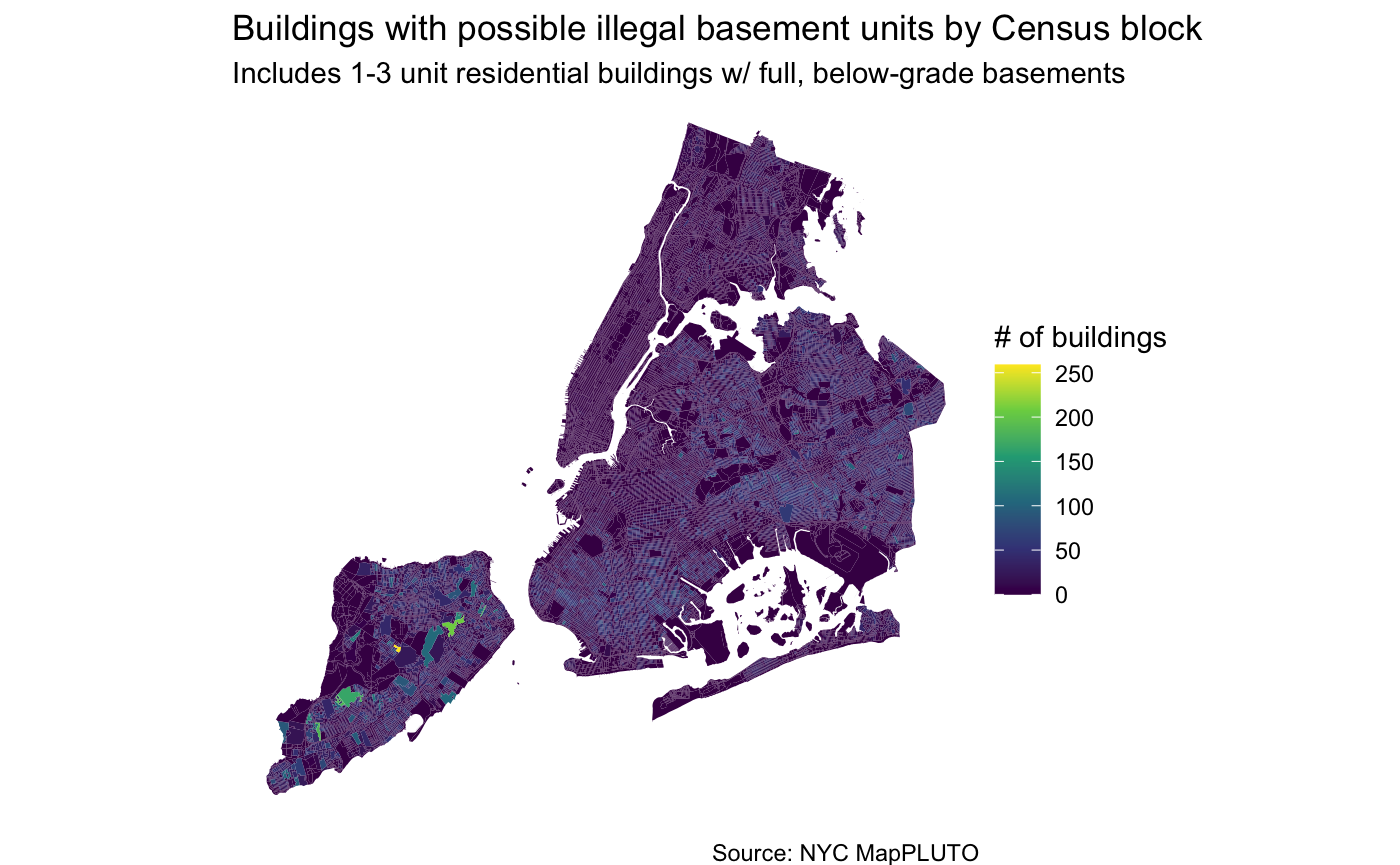 Buildings with possible illegal basement units by Census block
Includes 1-3 unit residential buildings w/ full, below-grade basements
# of buildings
250
200
150
100
50
0
Source: NYC MapPLUTO